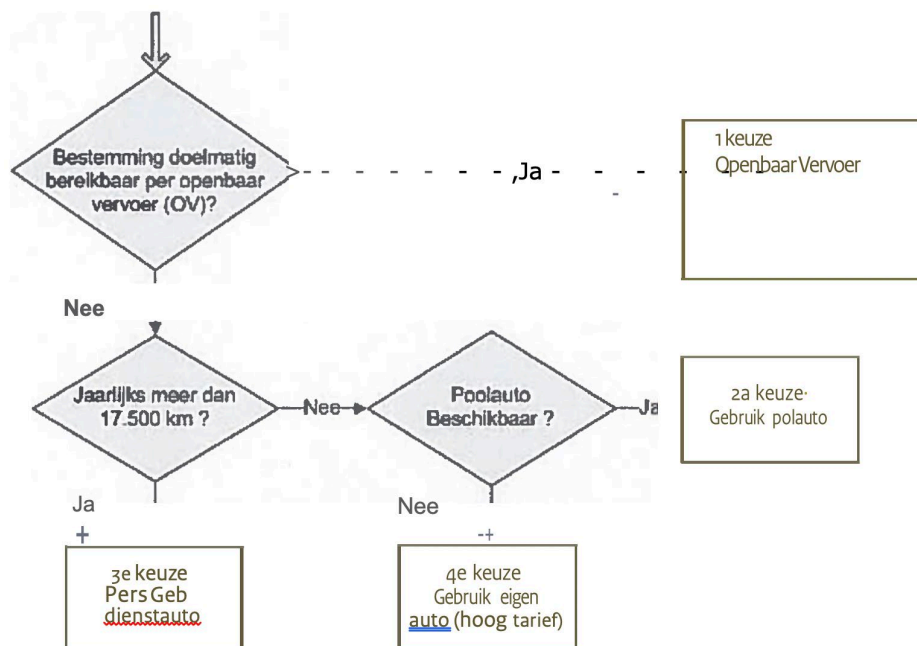 Bestemming doelmatig
bereikbaar per openbaar
vervoer (OV)?
,Ja
1 keuze
Openbaar Vervoer
Nee
Jaarlijks meer dan
17.500 km ?
Nee
Poolauto
Beschikbaar ?
Ja
2a keuze·
Gebruik polauto
Ja
Nee
3e keuze
Pers Geb
dienstauto
4e keuze
Gebruik eigen
auto (hoog tarief)